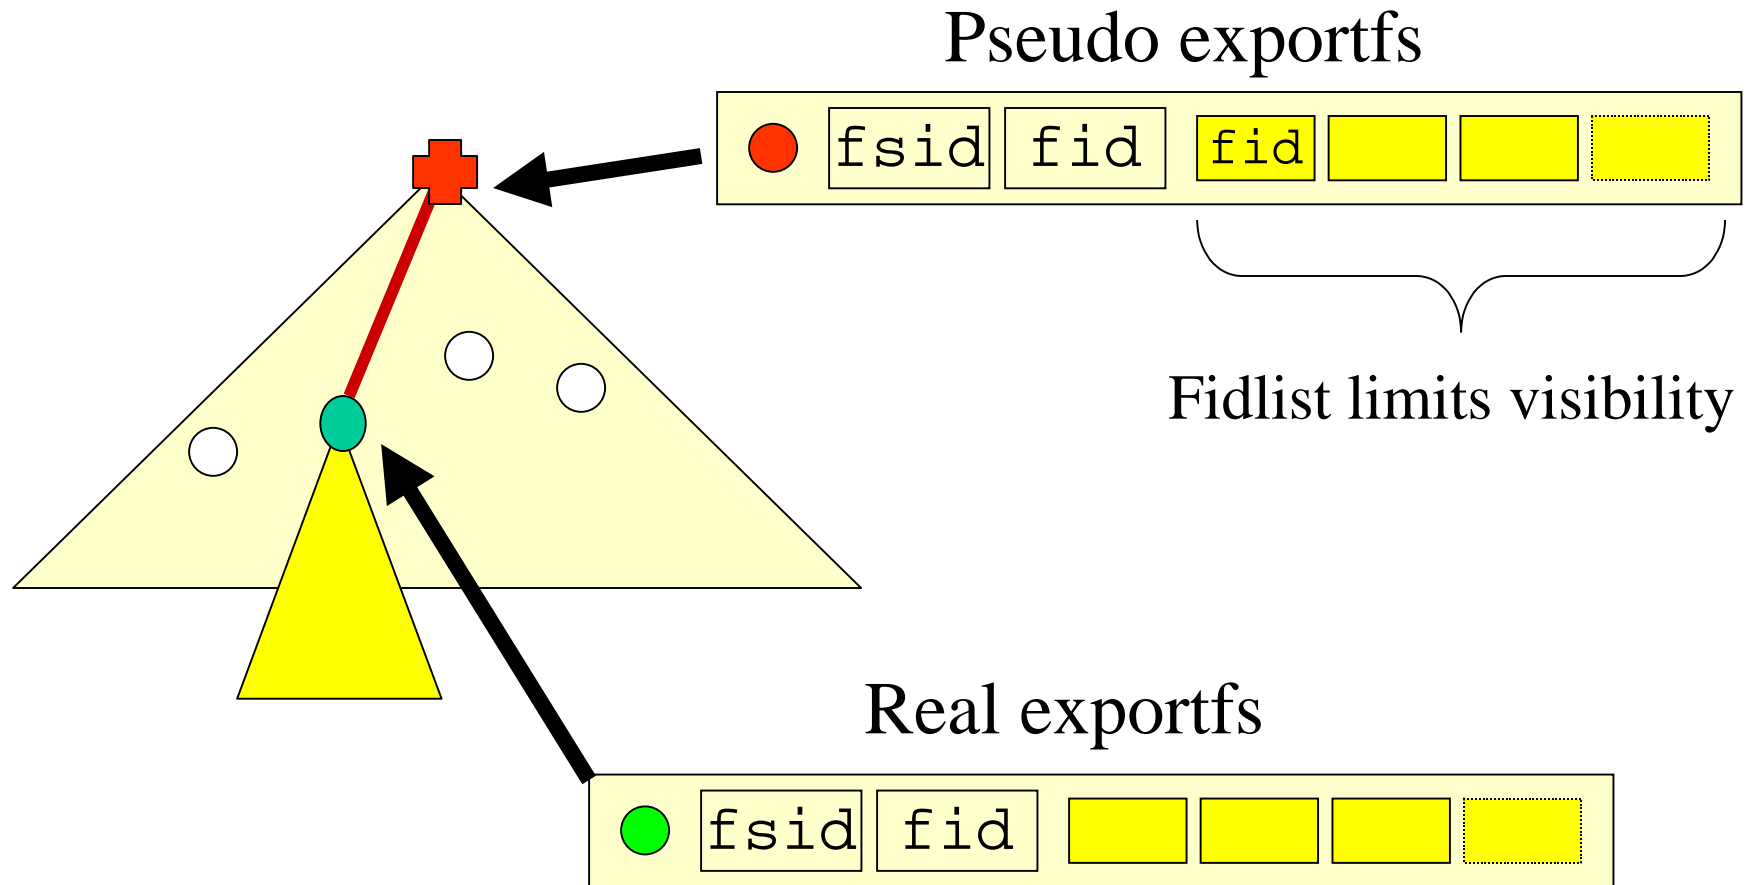 Pseudo exportfs
fsid fid fid
Fidlist limits visibility
Real exportfs
fsid fid